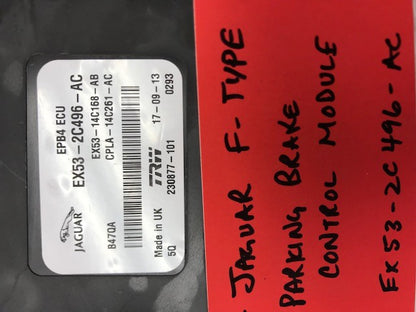 EPB4 ECU
EX53-2C496-AC
EX53-14C168-AB
CPLA-14C261-AC
JAGUAR
B470A
TRW 17-09-13
230877-101 0293
Made in UK
5Q
JAGUAR F-TYPE
PARKING BRAKE
CONTROL MODULE
EX53-2C496-AC